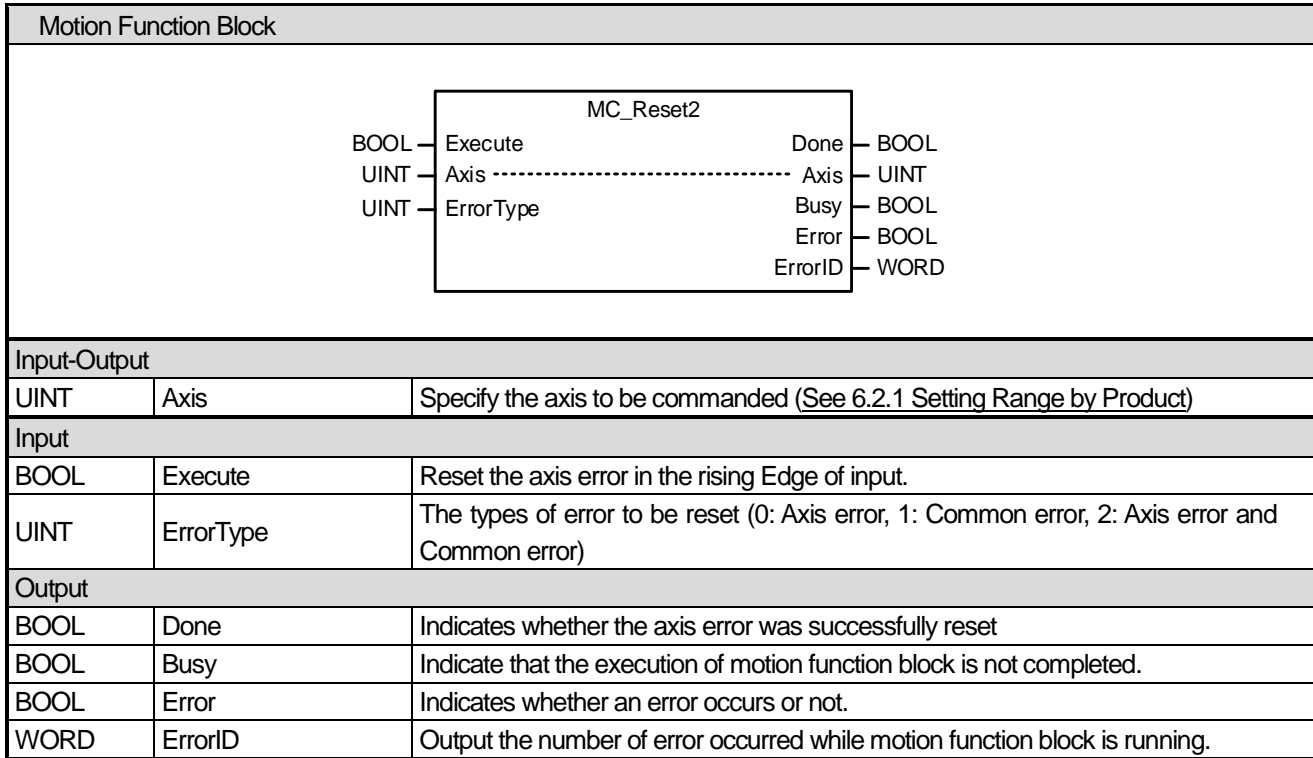 Motion Function Block
MC_Reset2
BOOL Execute Done BOOL
UINT Axis Axis UINT
UINT ErrorType Busy BOOL
Error BOOL
ErrorID WORD
Input-Output
UINT Axis Specify the axis to be commanded (See 6.2.1 Setting Range by Product)
Input
BOOL Execute Reset the axis error in the rising Edge of input.
UINT ErrorType The types of error to be reset (0: Axis error, 1: Common error, 2: Axis error and
Common error)
Output
BOOL Done Indicates whether the axis error was successfully reset
BOOL Busy Indicate that the execution of motion function block is not completed.
BOOL Error Indicates whether an error occurs or not.
WORD ErrorID Output the number of error occurred while motion function block is running.